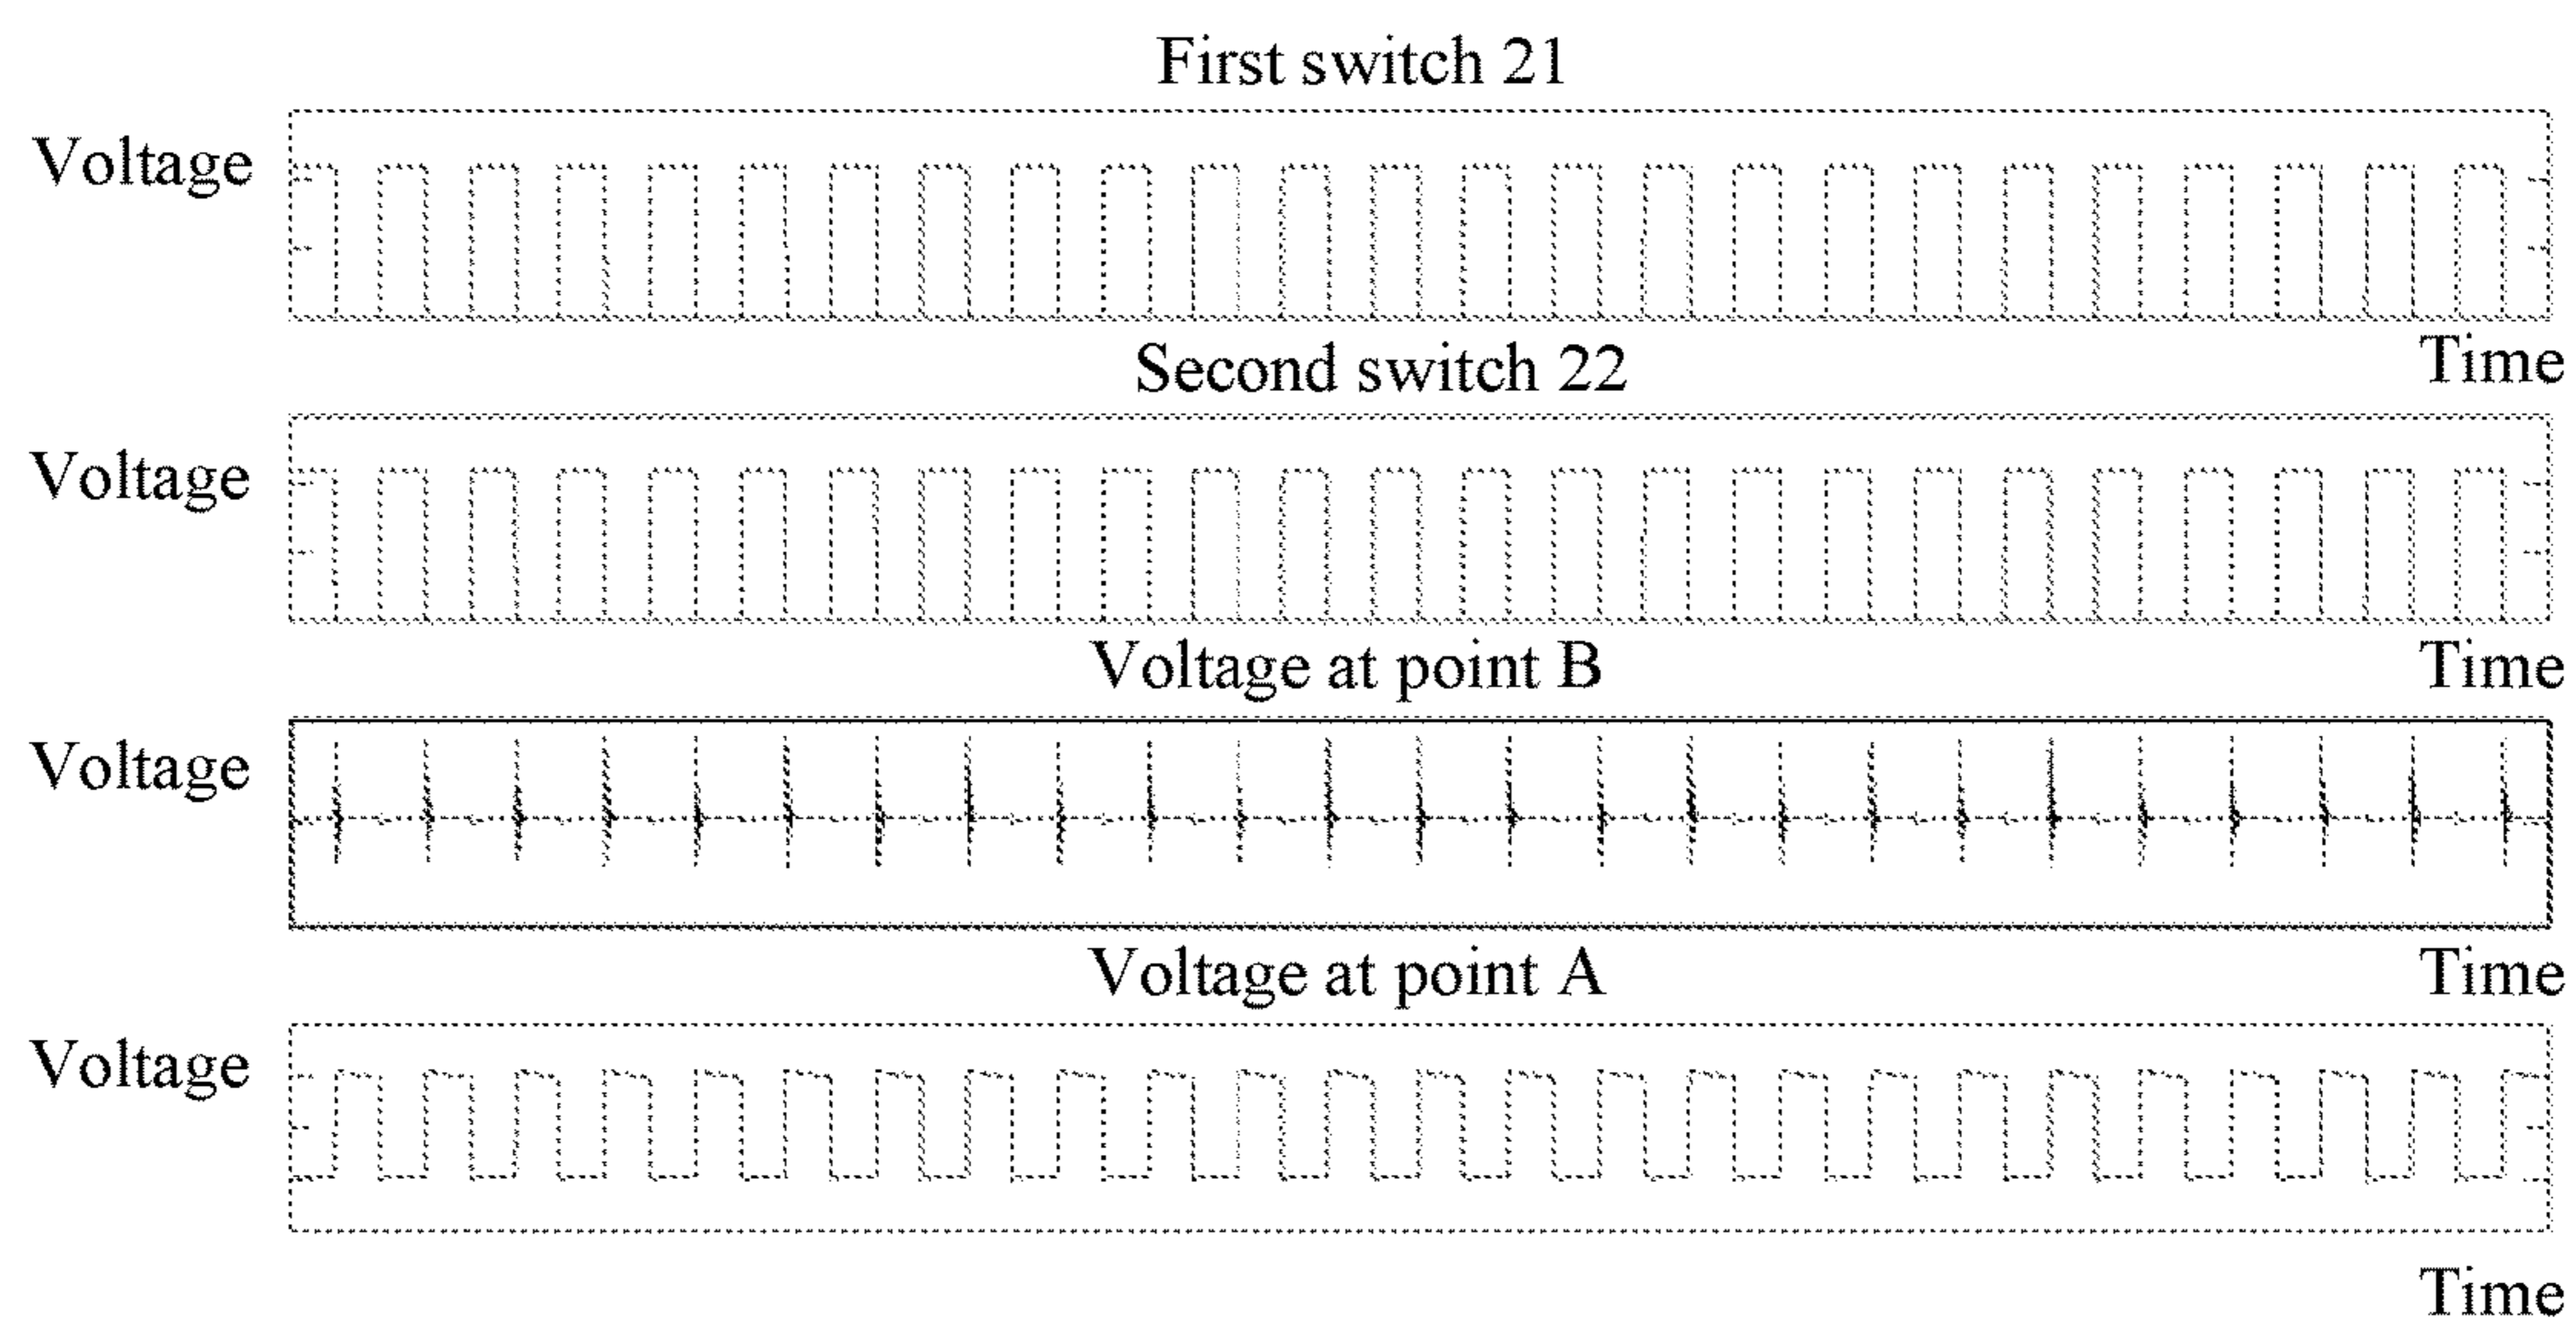 First switch 21
Voltage
Time
Second switch 22
Voltage
Time
Voltage at point B
Voltage
Time
Voltage at point A
Voltage
Time